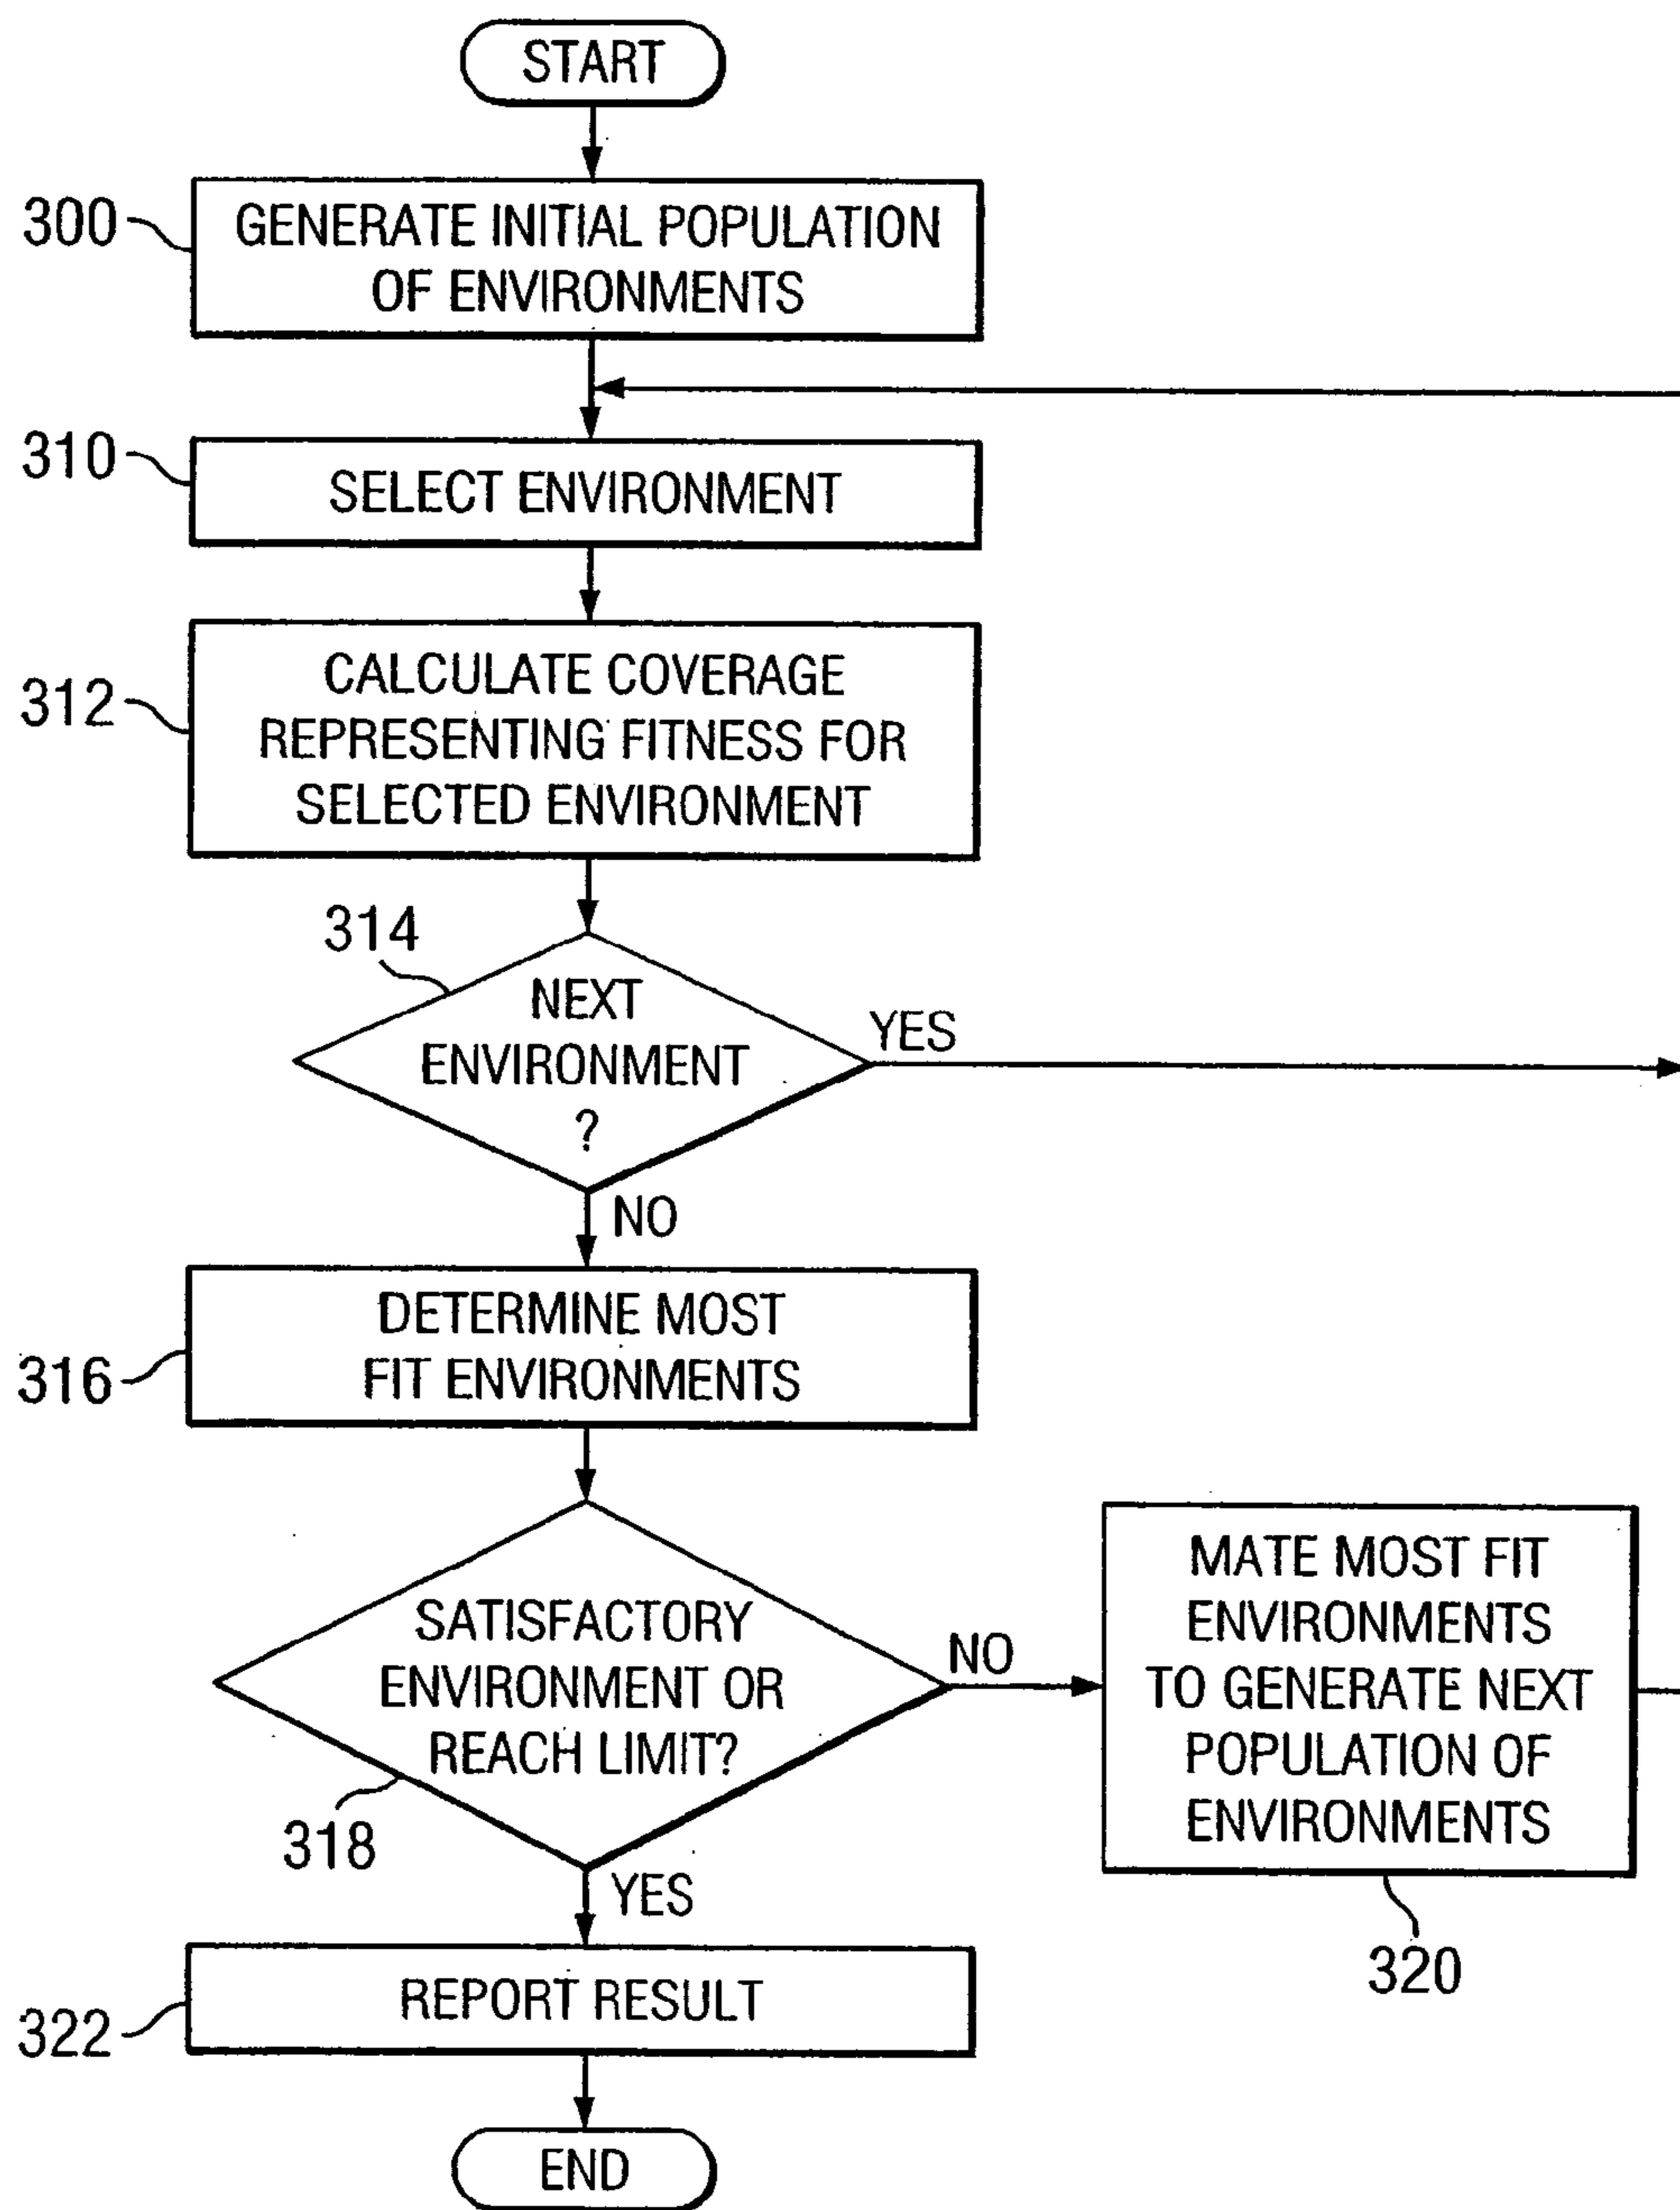 START
300
GENERATE INITIAL POPULATION
OF ENVIRONMENTS
310
SELECT ENVIRONMENT
312
CALCULATE COVERAGE
REPRESENTING FITNESS FOR
SELECTED ENVIRONMENT
314
NEXT
ENVIRONMENT
?
YES
NO
316
DETERMINE MOST
FIT ENVIRONMENTS
SATISFACTORY
ENVIRONMENT OR
REACH LIMIT?
318
NO
MATE MOST FIT
ENVIRONMENTS
TO GENERATE NEXT
POPULATION OF
ENVIRONMENTS
320
YES
322
REPORT RESULT
END